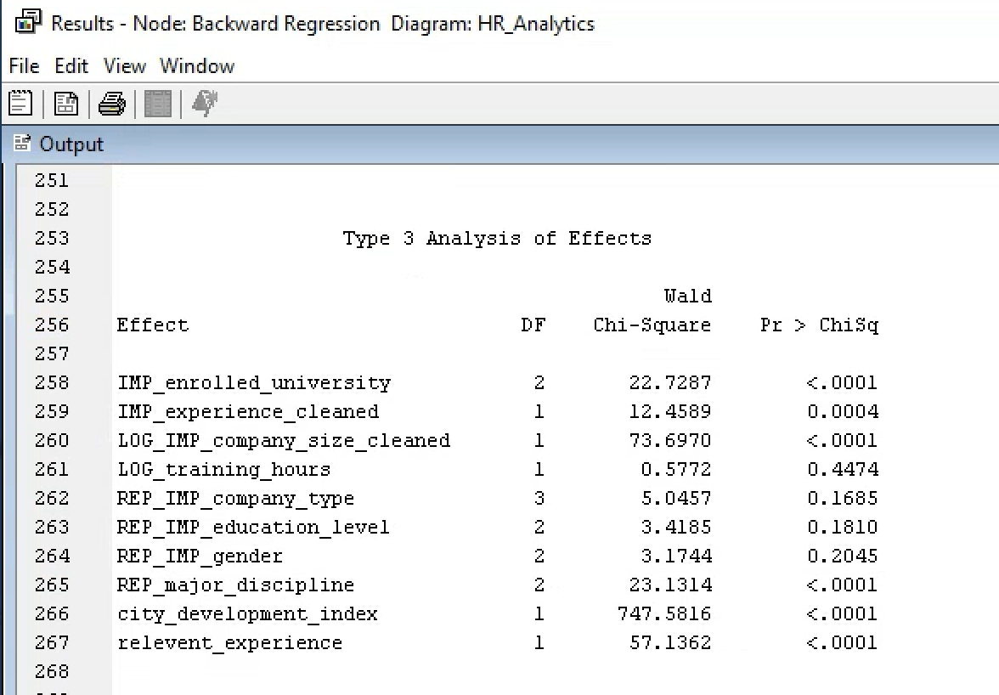 Results - Node: Backward Regression Diagram: HR_Analytics
File Edit View Window
Output
251
252
253 Type 3 Analysis of Effects
254
255 Wald
256 Effect DF Chi-Square Pr > ChiSq
257
258 IMP_enrolled_university 2 22.7287 <.0001
259 IMP_experience_cleaned 1 12.4589 0.0004
260 LOG_IMP_company_size_cleaned 1 73.6970 <.0001
261 LOG_training_hours 1 0.5772 0.4474
262 REP_IMP_company_type 3 5.0457 0.1685
263 REP_IMP_education_level 2 3.4185 0.1810
264 REP_IMP_gender 2 3.1744 0.2045
265 REP_major_discipline 2 23.1314 <.0001
266 city_development_index 1 747.5816 <.0001
267 relevent_experience 1 57.1362 <.0001
268